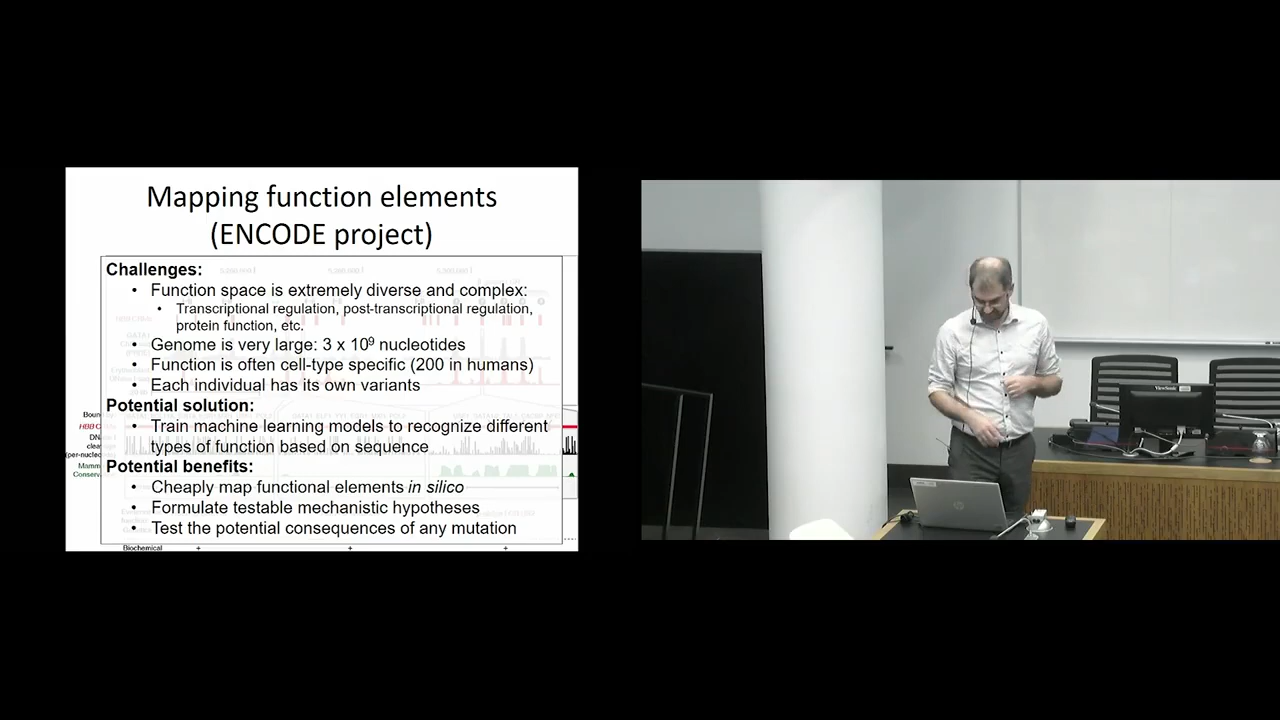 Mapping function elements
(ENCODE project)
Challenges:
• Function space is extremely diverse and complex:
• Transcriptional regulation, post-transcriptional regulation,
protein function, etc.
• Genome is very large: 3 x 10⁹ nucleotides
• Function is often cell-type specific (200 in humans)
• Each individual has its own variants
Potential solution:
• Train machine learning models to recognize different
types of function based on sequence
Potential benefits:
• Cheaply map functional elements in silico
• Formulate testable mechanistic hypotheses
• Test the potential consequences of any mutation
Biochemical
ViewSonic